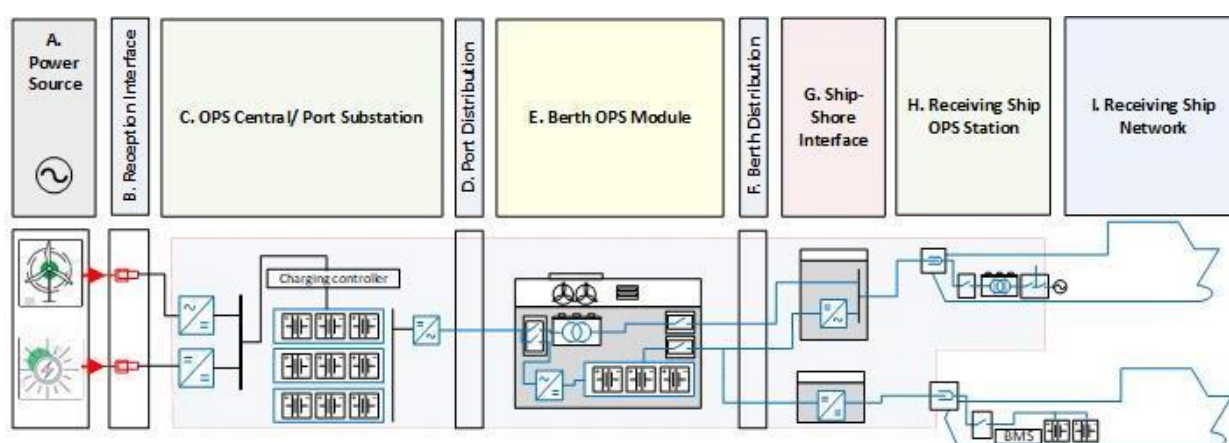 A.
Power
Source
B. Reception Interface
C. OPS Central/ Port Substation
D. Port Distribution
E. Berth OPS Module
F. Berth Distribution
G. Ship-
Shore
Interface
H. Receiving Ship
OPS Station
I. Receiving Ship
Network
Charging controller
BMS